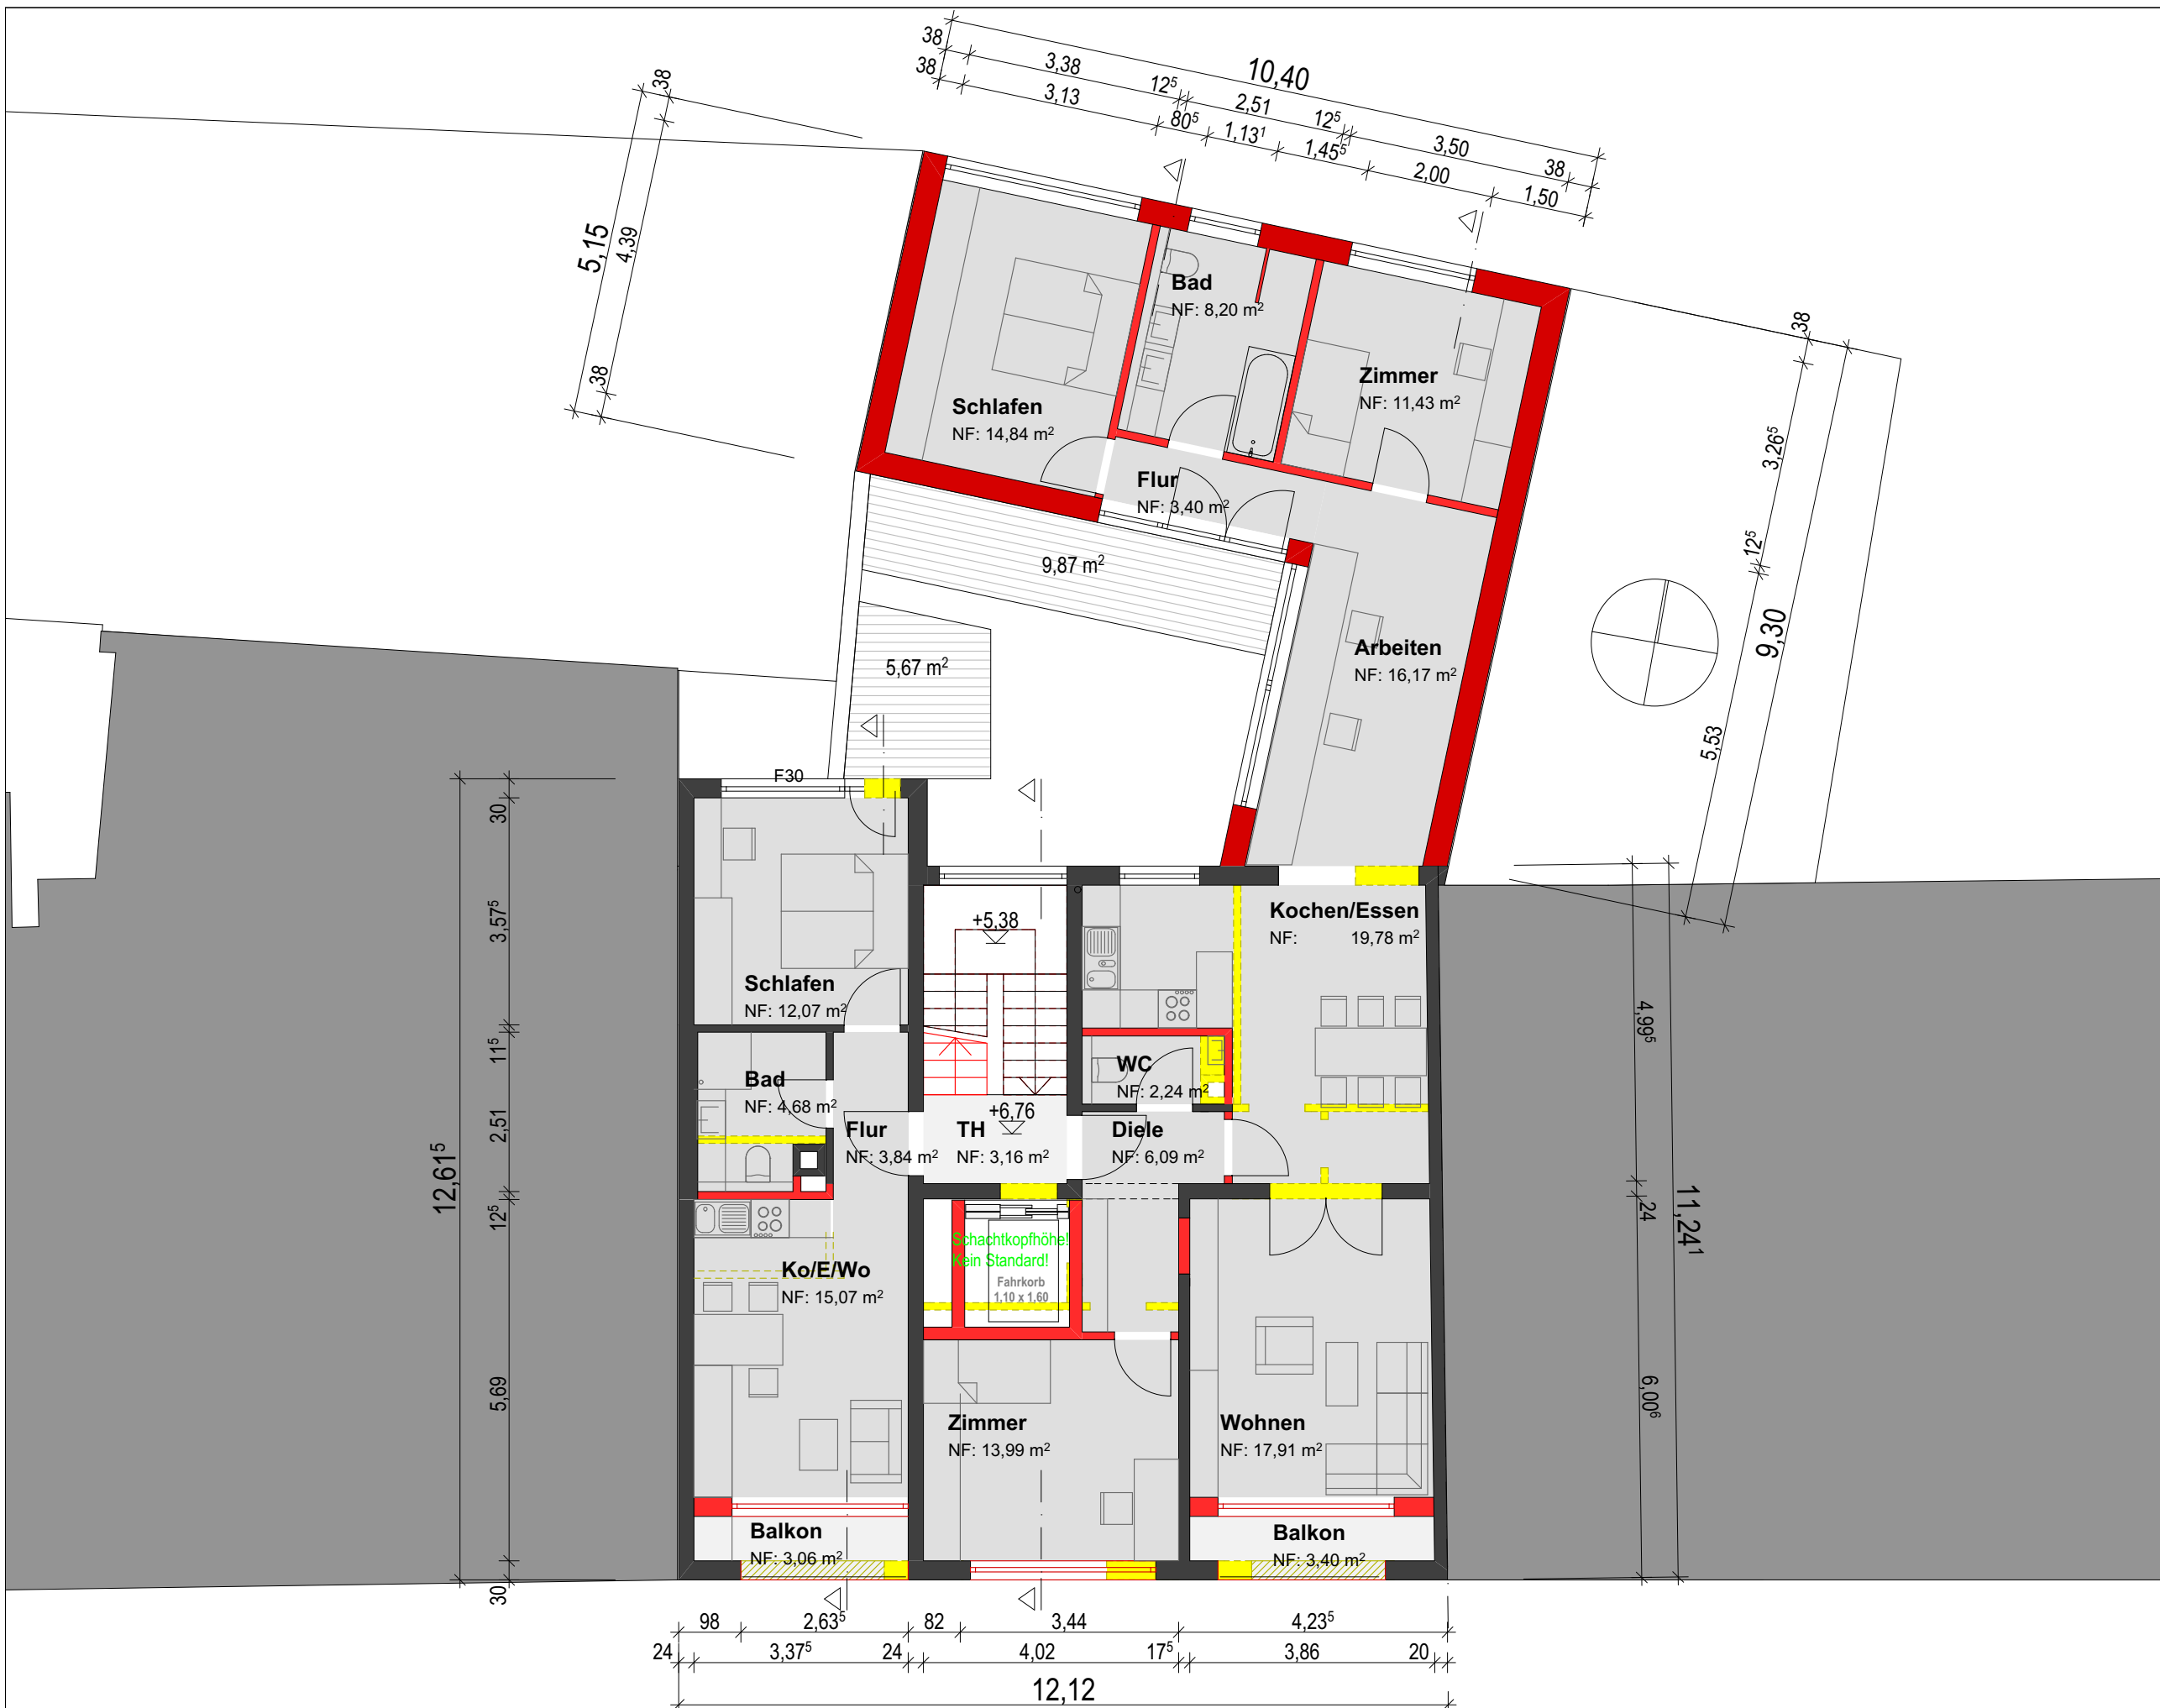 38
3,38
12⁵
10,40
38
3,13
2,51
12⁵
80⁵
1,13¹
1,45⁵
3,50
38
2,00
1,50
38
5,15
4,39
38
Bad
NF: 8,20 m²
Zimmer
NF: 11,43 m²
Schlafen
NF: 14,84 m²
Flur
NF: 3,40 m²
9,87 m²
5,67 m²
Arbeiten
NF: 16,17 m²
38
3,26⁵
12⁵
9,30
5,53
F30
30
3,57⁵
11⁵
2,51
12,61⁵
12⁵
5,69
30
Schlafen
NF: 12,07 m²
+5,38
Kochen/Essen
NF: 19,78 m²
Bad
NF: 4,68 m²
WC
NF: 2,24 m²
+6,76
Flur
NF: 3,84 m²
TH
NF: 3,16 m²
Diele
NF: 6,09 m²
Schachtkopfhöhe!
Kein Standard!
Fahrkorb
1,10 x 1,60
Ko/E/Wo
NF: 15,07 m²
Zimmer
NF: 13,99 m²
Wohnen
NF: 17,91 m²
Balkon
NF: 3,06 m²
Balkon
NF: 3,40 m²
4,99⁵
24
11,24¹
6,00⁶
98
2,63⁵
82
3,44
4,23⁵
24
3,37⁵
24
4,02
17⁵
3,86
20
12,12